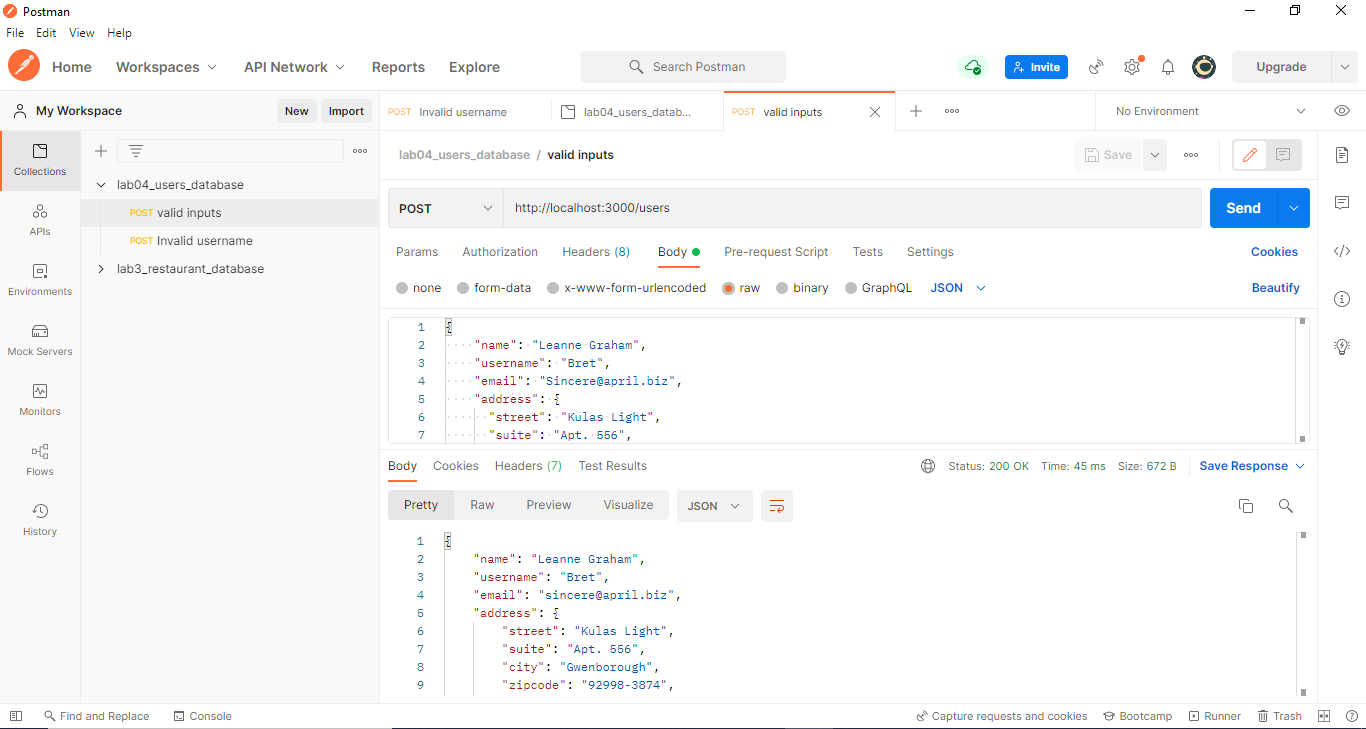 Postman
File Edit View Help
Home Workspaces API Network Reports Explore Search Postman Invite Upgrade
My Workspace New Import
POST Invalid username lab04_users_datab... POST valid inputs No Environment
Collections
APIs
Environments
Mock Servers
Monitors
Flows
History
lab04_users_database
POST valid inputs
POST Invalid username
lab3_restaurant_database
lab04_users_database / valid inputs Save
POST http://localhost:3000/users Send
Params Authorization Headers (8) Body Pre-request Script Tests Settings Cookies
none form-data x-www-form-urlencoded raw binary GraphQL JSON Beautify
1 {
2 "name": "Leanne Graham",
3 "username": "Bret",
4 "email": "Sincere@april.biz",
5 "address": {
6 "street": "Kulas Light",
7 "suite": "Apt. 556",
Body Cookies Headers (7) Test Results Status: 200 OK Time: 45 ms Size: 672 B Save Response
Pretty Raw Preview Visualize JSON
1 {
2 "name": "Leanne Graham",
3 "username": "Bret",
4 "email": "sincere@april.biz",
5 "address": {
6 "street": "Kulas Light",
7 "suite": "Apt. 556",
8 "city": "Gwenborough",
9 "zipcode": "92998-3874",
Find and Replace Console Capture requests and cookies Bootcamp Runner Trash